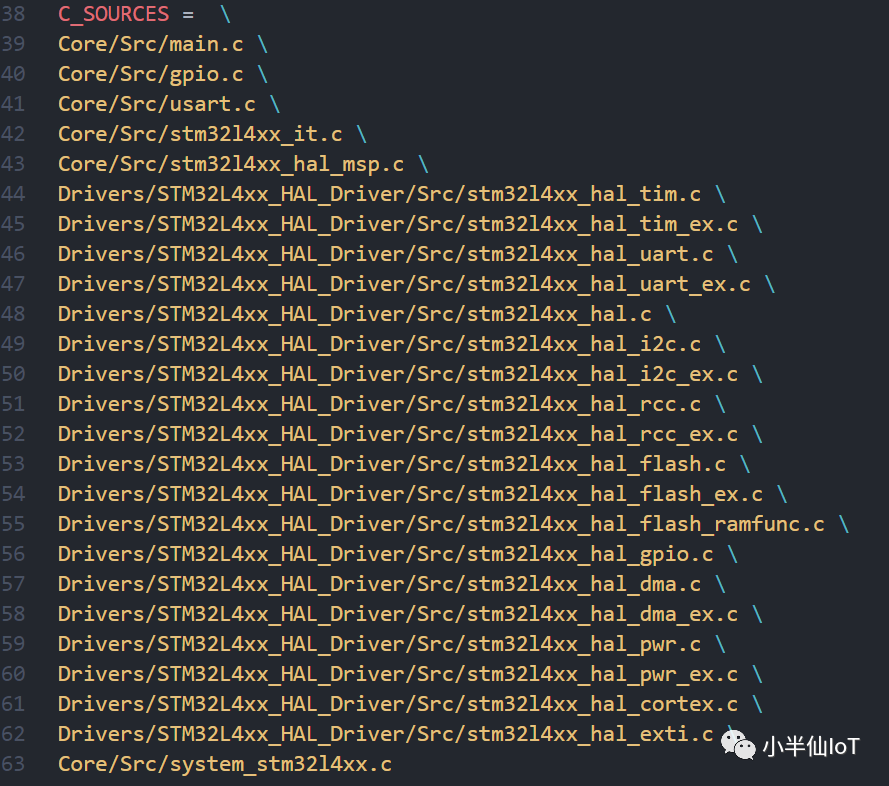 38 C_SOURCES =  \
39 Core/Src/main.c \
40 Core/Src/gpio.c \
41 Core/Src/usart.c \
42 Core/Src/stm32l4xx_it.c \
43 Core/Src/stm32l4xx_hal_msp.c \
44 Drivers/STM32L4xx_HAL_Driver/Src/stm32l4xx_hal_tim.c \
45 Drivers/STM32L4xx_HAL_Driver/Src/stm32l4xx_hal_tim_ex.c \
46 Drivers/STM32L4xx_HAL_Driver/Src/stm32l4xx_hal_uart.c \
47 Drivers/STM32L4xx_HAL_Driver/Src/stm32l4xx_hal_uart_ex.c \
48 Drivers/STM32L4xx_HAL_Driver/Src/stm32l4xx_hal.c \
49 Drivers/STM32L4xx_HAL_Driver/Src/stm32l4xx_hal_i2c.c \
50 Drivers/STM32L4xx_HAL_Driver/Src/stm32l4xx_hal_i2c_ex.c \
51 Drivers/STM32L4xx_HAL_Driver/Src/stm32l4xx_hal_rcc.c \
52 Drivers/STM32L4xx_HAL_Driver/Src/stm32l4xx_hal_rcc_ex.c \
53 Drivers/STM32L4xx_HAL_Driver/Src/stm32l4xx_hal_flash.c \
54 Drivers/STM32L4xx_HAL_Driver/Src/stm32l4xx_hal_flash_ex.c \
55 Drivers/STM32L4xx_HAL_Driver/Src/stm32l4xx_hal_flash_ramfunc.c \
56 Drivers/STM32L4xx_HAL_Driver/Src/stm32l4xx_hal_gpio.c \
57 Drivers/STM32L4xx_HAL_Driver/Src/stm32l4xx_hal_dma.c \
58 Drivers/STM32L4xx_HAL_Driver/Src/stm32l4xx_hal_dma_ex.c \
59 Drivers/STM32L4xx_HAL_Driver/Src/stm32l4xx_hal_pwr.c \
60 Drivers/STM32L4xx_HAL_Driver/Src/stm32l4xx_hal_pwr_ex.c \
61 Drivers/STM32L4xx_HAL_Driver/Src/stm32l4xx_hal_cortex.c \
62 Drivers/STM32L4xx_HAL_Driver/Src/stm32l4xx_hal_exti.c \
小半仙IoT
63 Core/Src/system_stm32l4xx.c